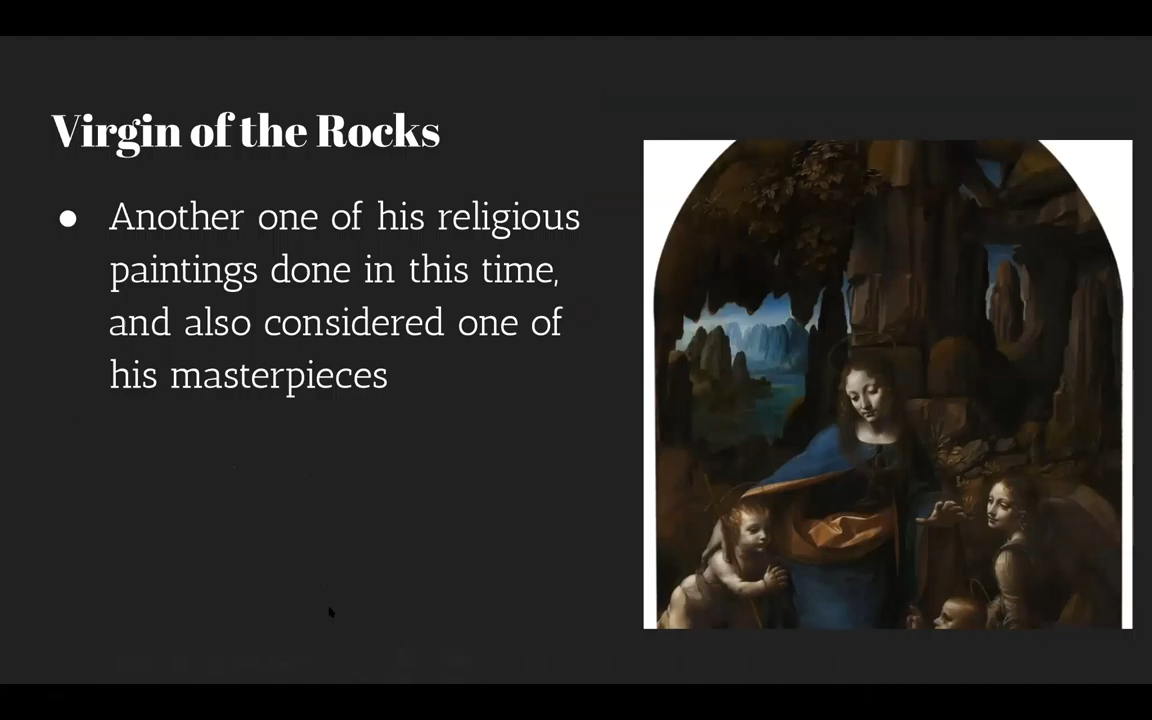 Virgin of the Rocks
● Another one of his religious
paintings done in this time,
and also considered one of
his masterpieces